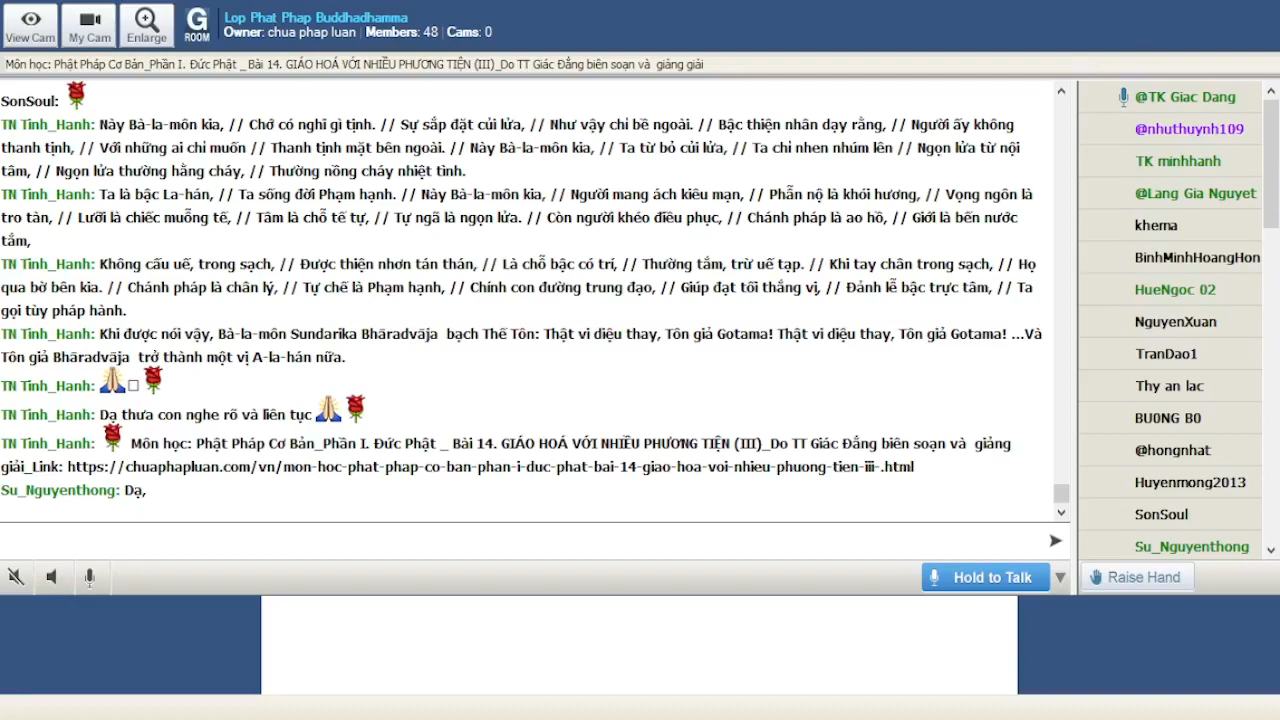 View Cam
My Cam
Enlarge
G
ROOM
Lop Phat Phap Buddhadhamma
Owner: chua phap luan | Members: 48 | Cams: 0
Môn học: Phật Pháp Cơ Bản_Phần I. Đức Phật _ Bài 14. GIÁO HOÁ VỚI NHIỀU PHƯƠNG TIỆN (III)_Do TT Giác Đẳng biên soạn và giảng giải
SonSoul:
TN Tinh_Hanh: Này Bà-la-môn kia, // Chớ có nghĩ gì tịnh. // Sự sắp đặt củi lửa, // Như vậy chỉ bề ngoài. // Bậc thiện nhân dạy rằng, // Người ấy không
thanh tịnh, // Với những ai chỉ muốn // Thanh tịnh mặt bên ngoài. // Này Bà-la-môn kia, // Ta từ bỏ củi lửa, // Ta chỉ nhen nhúm lên // Ngọn lửa từ nội
tâm, // Ngọn lửa thường hằng cháy, // Thường nồng cháy nhiệt tình.
TN Tinh_Hanh: Ta là bậc La-hán, // Ta sống đời Phạm hạnh. // Này Bà-la-môn kia, // Người mang ách kiêu mạn, // Phẫn nộ là khói hương, // Vọng ngôn là
tro tàn, // Lưỡi là chiếc muỗng tế, // Tâm là chỗ tế tự, // Tự ngã là ngọn lửa. // Còn người khéo điều phục, // Chánh pháp là ao hồ, // Giới là bến nước
tắm,
TN Tinh_Hanh: Không cấu uế, trong sạch, // Được thiện nhơn tán thán, // Là chỗ bậc có trí, // Thường tắm, trừ uế tạp. // Khi tay chân trong sạch, // Họ
qua bờ bên kia. // Chánh pháp là chân lý, // Tự chế là Phạm hạnh, // Chính con đường trung đạo, // Giúp đạt tối thắng vị, // Đảnh lễ bậc trực tâm, // Ta
gọi tùy pháp hành.
TN Tinh_Hanh: Khi được nói vậy, Bà-la-môn Sundarika Bhāradvāja bạch Thế Tôn: Thật vi diệu thay, Tôn giả Gotama! Thật vi diệu thay, Tôn giả Gotama! ...Và
Tôn giả Bhāradvāja trở thành một vị A-la-hán nữa.
TN Tinh_Hanh:
TN Tinh_Hanh: Dạ thưa con nghe rõ và liên tục
TN Tinh_Hanh: Môn học: Phật Pháp Cơ Bản_Phần I. Đức Phật _ Bài 14. GIÁO HOÁ VỚI NHIỀU PHƯƠNG TIỆN (III)_Do TT Giác Đẳng biên soạn và giảng
giải_Link: https://chuaphapluan.com/vn/mon-hoc-phat-phap-co-ban-phan-i-duc-phat-bai-14-giao-hoa-voi-nhieu-phuong-tien-iii-.html
Su_Nguyenthong: Dạ,
@TK Giac Dang
@nhuthuynh109
TK minhhanh
@Lang Gia Nguyet
khema
BinhMinhHoangHon
HueNgoc 02
NguyenXuan
TranDao1
Thy an lac
BU0NG B0
@hongnhat
Huyenmong2013
SonSoul
Su_Nguyenthong
Hold to Talk
Raise Hand